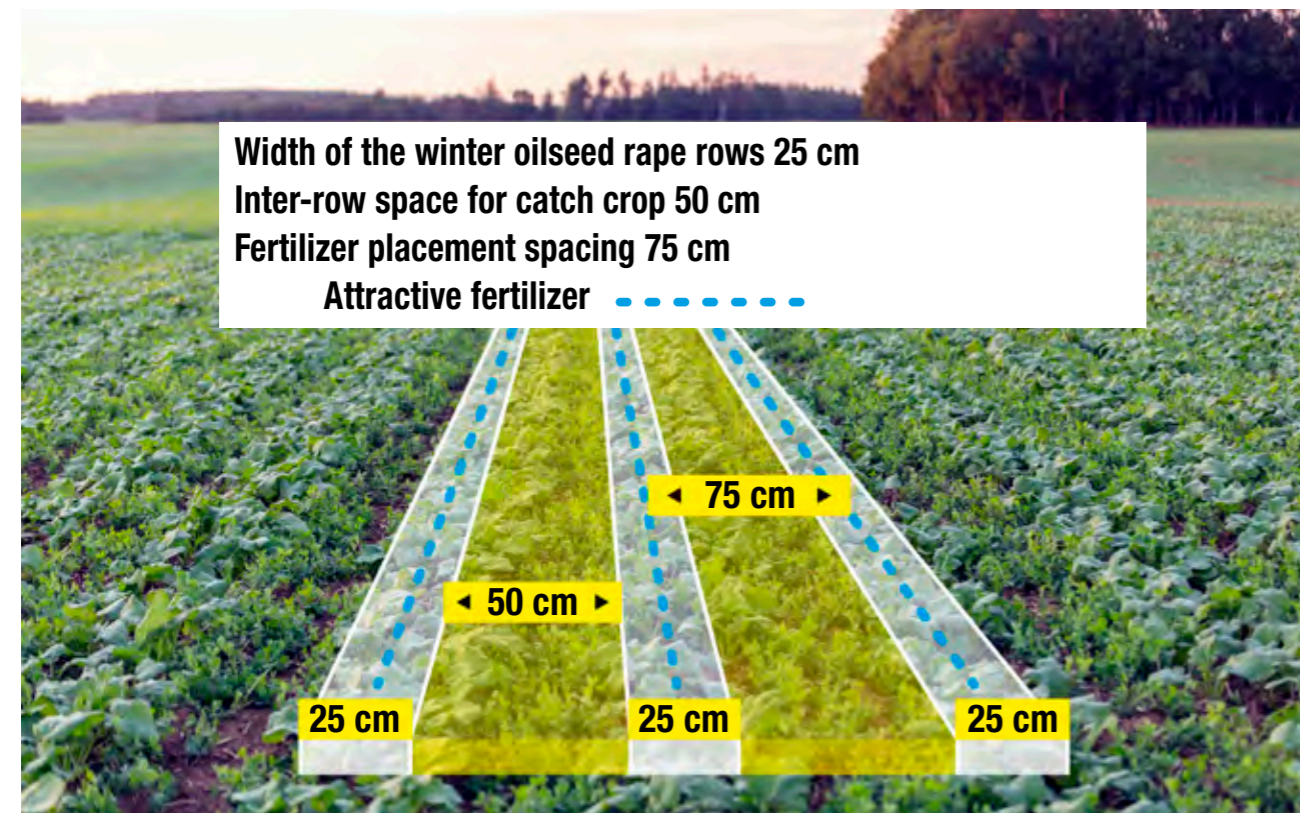 Width of the winter oilseed rape rows 25 cm
Inter-row space for catch crop 50 cm
Fertilizer placement spacing 75 cm
Attractive fertilizer
75 cm
50 cm
25 cm 25 cm 25 cm